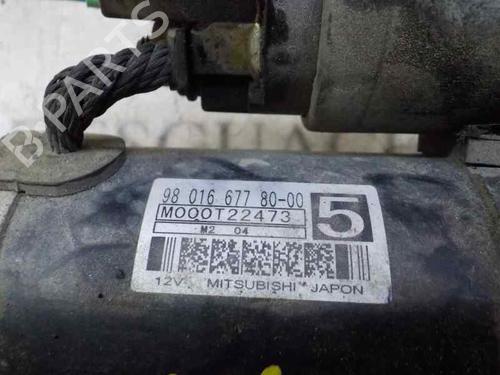 B-PARTS
98 016 677 80-00
M000T22473
5
M2 04
12V MITSUBISHI JAPON